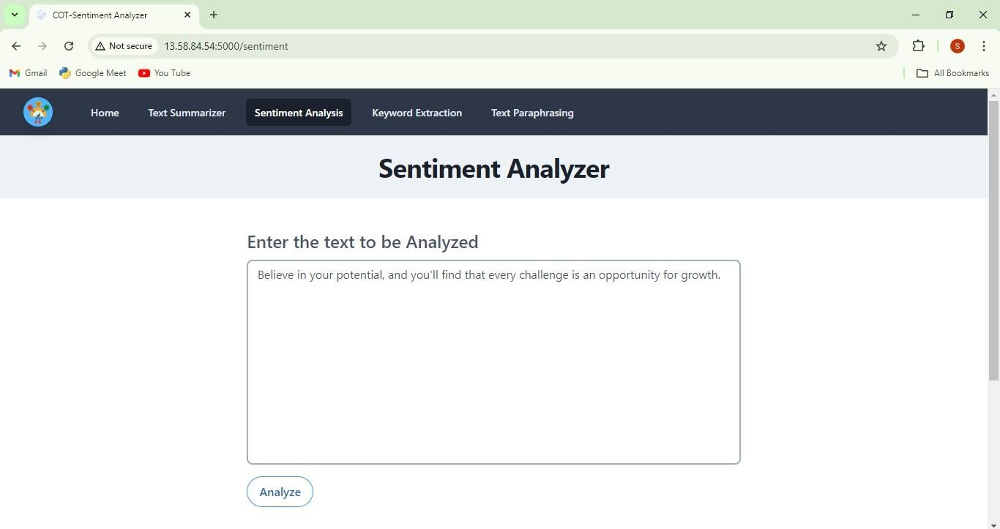 COT-Sentiment Analyzer
Not secure 13.58.84.54:5000/sentiment S
Gmail Google Meet You Tube All Bookmarks
Home Text Summarizer Sentiment Analysis Keyword Extraction Text Paraphrasing
Sentiment Analyzer
Enter the text to be Analyzed
Believe in your potential, and you'll find that every challenge is an opportunity for growth.
Analyze